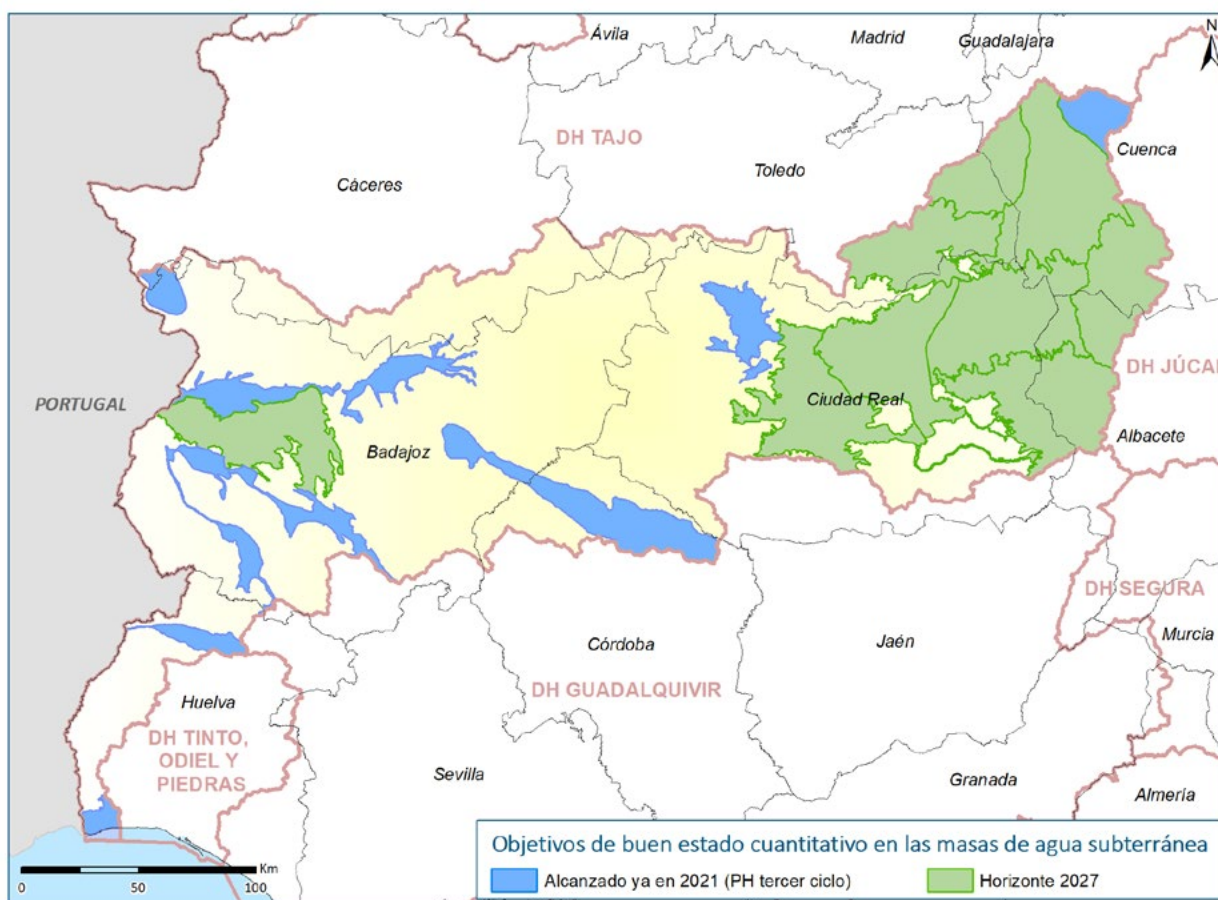 Ávila
Madrid
Guadalajara
N
DH TAJO
Cuenca
Cáceres
Toledo
DH JÚCAR
PORTUGAL
Ciudad Real
Badajoz
Albacete
DH SEGURA
Córdoba
Jaén
Murcia
Huelva
DH GUADALQUIVIR
DH TINTO,
ODIEL Y
PIEDRAS
Sevilla
Granada
Almería
Objetivos de buen estado cuantitativo en las masas de agua subterránea
Alcanzado ya en 2021 (PH tercer ciclo)
Horizonte 2027
Km
0 50 100